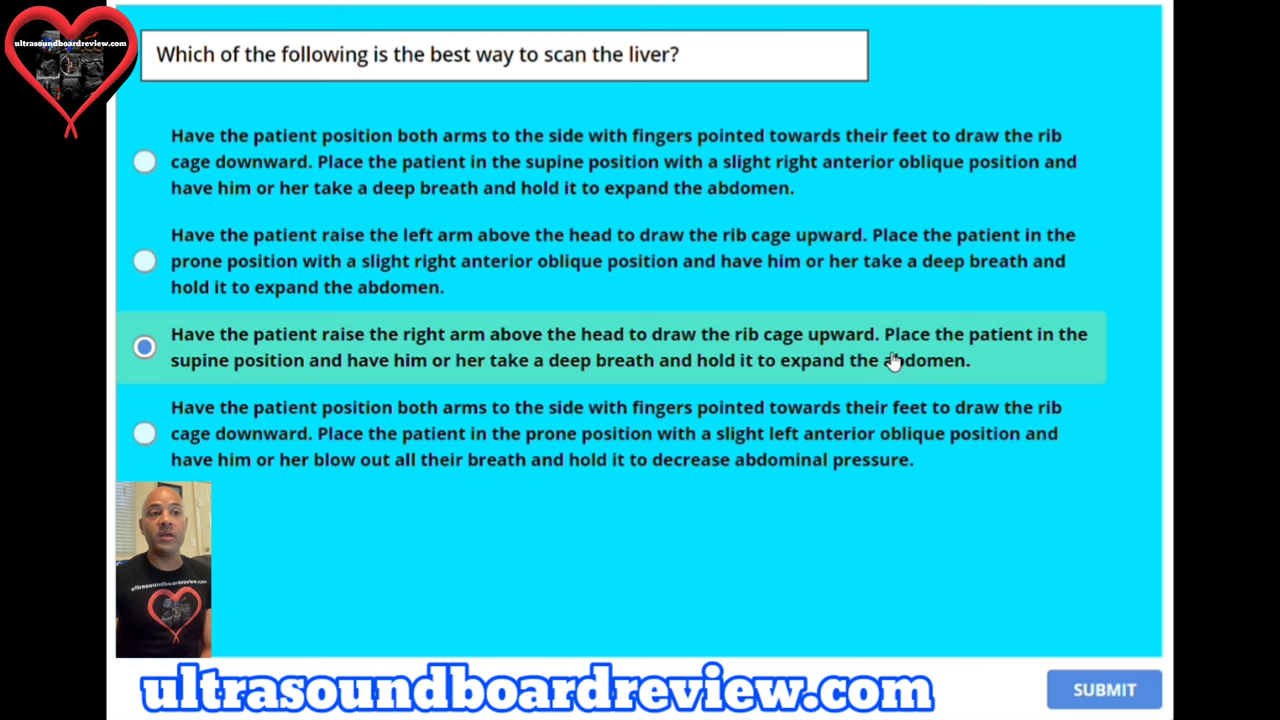 ultrasoundboardreview.com
Which of the following is the best way to scan the liver?
Have the patient position both arms to the side with fingers pointed towards their feet to draw the rib
cage downward. Place the patient in the supine position with a slight right anterior oblique position and
have him or her take a deep breath and hold it to expand the abdomen.
Have the patient raise the left arm above the head to draw the rib cage upward. Place the patient in the
prone position with a slight right anterior oblique position and have him or her take a deep breath and
hold it to expand the abdomen.
Have the patient raise the right arm above the head to draw the rib cage upward. Place the patient in the
supine position and have him or her take a deep breath and hold it to expand the abdomen.
Have the patient position both arms to the side with fingers pointed towards their feet to draw the rib
cage downward. Place the patient in the prone position with a slight left anterior oblique position and
have him or her blow out all their breath and hold it to decrease abdominal pressure.
ultrasoundboardreview.com
ultrasoundboardreview.com
SUBMIT